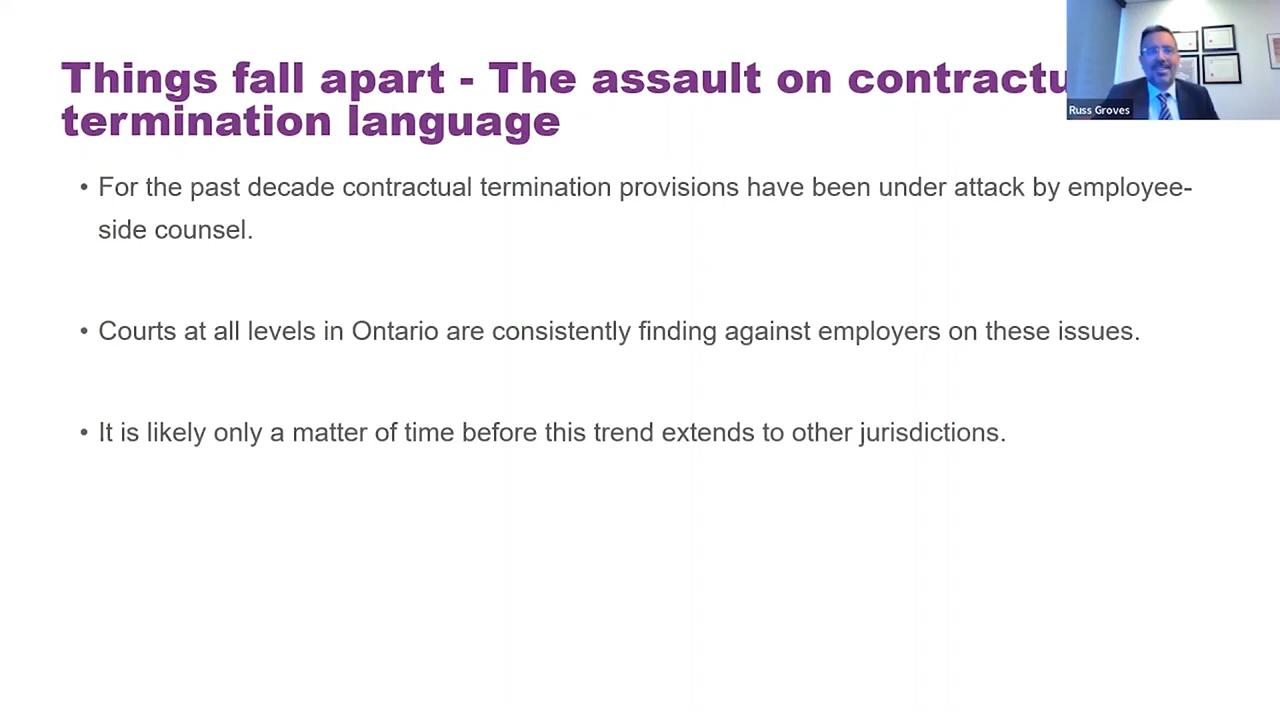 Things fall apart - The assault on contractu
termination language
• For the past decade contractual termination provisions have been under attack by employee-
side counsel.
• Courts at all levels in Ontario are consistently finding against employers on these issues.
• It is likely only a matter of time before this trend extends to other jurisdictions.
Russ Groves